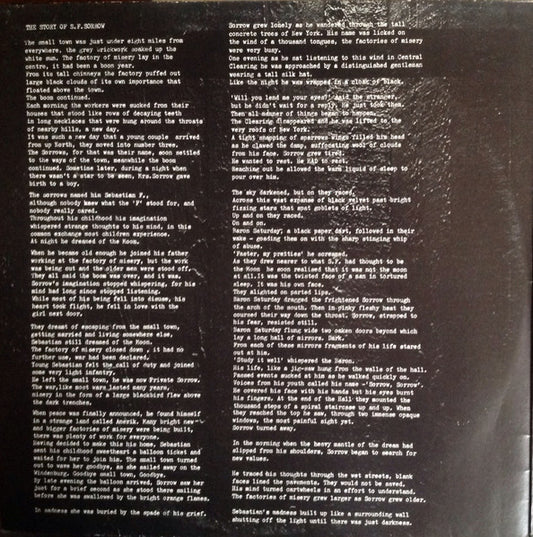 THE STORY OF S.F.SORROW
The small town was just under eight miles from
everywhere, the grey brickwork soaked up the
white sun. The factory of misery lay in the
centre, it had been a boon year.
From its tall chimneys the factory puffed out
large black clouds of its own importance that
floated above the town.
The boom continued.
Each morning the workers were sucked from their
houses that stood like rows of decaying teeth
in long necklaces that were hung around the throats
of nearby hills, a new day.
It was such a new day that a young couple arrived
from up North, they moved into number three.
The Sorrows, for that was their name, soon settled
to the ways of the town, meanwhile the boom
continued. Sometime later, during a night when
there wasn't a star to be seen, Mrs.Sorrow gave
birth to a boy.
The sorrows named him Sebastian F.,
although nobody knew what the 'F' stood for, and
nobody really cared.
Throughout his childhood his imagination
whispered strange thoughts to his mind, in this
common exchange most children experience.
At night he dreamed of the Moon.
When he became old enough he joined his father
working at the factory of misery, but the work
was being cut and the older men were stood off.
They all said the boom was over, and it was,
Sorrow's imagination stopped whispering, for his
mind had long since stopped listening.
While most of his being fell into disuse, his
heart took flight, he fell in love with the
girl next door.
They dreamt of escaping from the small town,
getting married and living somewhere else,
Sebastian still dreamed of the Moon.
The factory of misery closed down , it had no
further use, war had been declared.
Young Sebastian felt the call of duty and joined
some very light infantry.
He left the small town, he was now Private Sorrow.
The war,like most wars,lasted many years,
misery in the form of a large blackbird flew above
the dark trenches.
When peace was finally announced, he found himself
in a strange land called Amerik. Many bright new
and bigger factories of misery were being built,
there was plenty of work for everyone.
Having decided to make this his home, Sebastian
sent his childhood sweetheart a balloon ticket and
waited for her to join him. The small town turned
out to wave her goodbye, as she sailed away on the
Windenburg. Goodbye small town, Goodbye.
By late evening the balloon arrived, Sorrow saw her
just for a brief second as she stood there smiling
before she was swallowed by the bright orange flames.
In sadness she was buried by the spade of his grief.
Sorrow grew lonely as he wandered through the tall
concrete trees of New York. His name was licked on
the wind of a thousand tongues, the factories of misery
were very busy.
One evening as he sat listening to this wind in Central
Clearing he was approached by a distinguished gentleman
wearing a tall silk hat.
Like the night he was wrapped in a cloak of black.
'Will you lend me your eyes?' said the stranger,
but he didn't wait for a reply, he just took them.
Then all manner of things began to happen.
The Clearing disappeared and he was lifted to the
very roofs of New York.
A tight snapping of sparrows wings filled his head
as he clawed the damp, suffocating wool of clouds
from his face. Sorrow grew tired.
He wanted to rest. He HAD to rest.
Reaching out he allowed the warm liquid of sleep to
pour over him.
The sky darkened, but on they raced.
Across this vast expanse of black velvet past bright
fizzing stars that spat goblets of light.
Up and on they raced.
On and on.
Baron Saturday; a black paper dart, followed in their
wake - goading them on with the sharp stinging whip
of abuse.
'Faster, my pretties' he screamed.
As they drew nearer to what S.F. had thought to be
the Moon he soon realised that it was not the moon
at all.It was the twisted face of a man in tortured
sleep. It was his own face.
They alighted on parted lips.
Baron Saturday dragged the frightened Sorrow through
the arch of the mouth. Then in pinky fleshy heat they
coursed their way down the throat. Sorrow, strapped to
his fear, resisted still.
Baron Saturday flung wide two oaken doors beyond which
lay a long hall of mirrors. Dark.
From each of these mirrors fragments of his life stared
out at him.
'Study it well' whispered the Baron.
His life, like a jig-saw hung from the walls of the hall.
Passed events sucked at him as he walked quickly on.
Voices from his youth called his name - 'Sorrow, Sorrow'.
He covered his face with his hands but his eyes burnt
his fingers. At the end of the Hall they mounted the
thousand steps of a spiral staircase up and up. When
they reached the top he saw, through two immense opaque
windows, the most painful sight yet.
Sorrow turned away.
In the morning when the heavy mantle of the dream had
slipped from his shoulders, Sorrow began to search for
new values.
He traced his thoughts through the wet streets, blank
faces lined the pavements. They would not be saved.
His mind turned cartwheels in an effort to understand.
The factories of misery grew larger as Sorrow grew older.
Sebastian's madness built up like a surrounding wall
shutting off the light until there was just darkness.